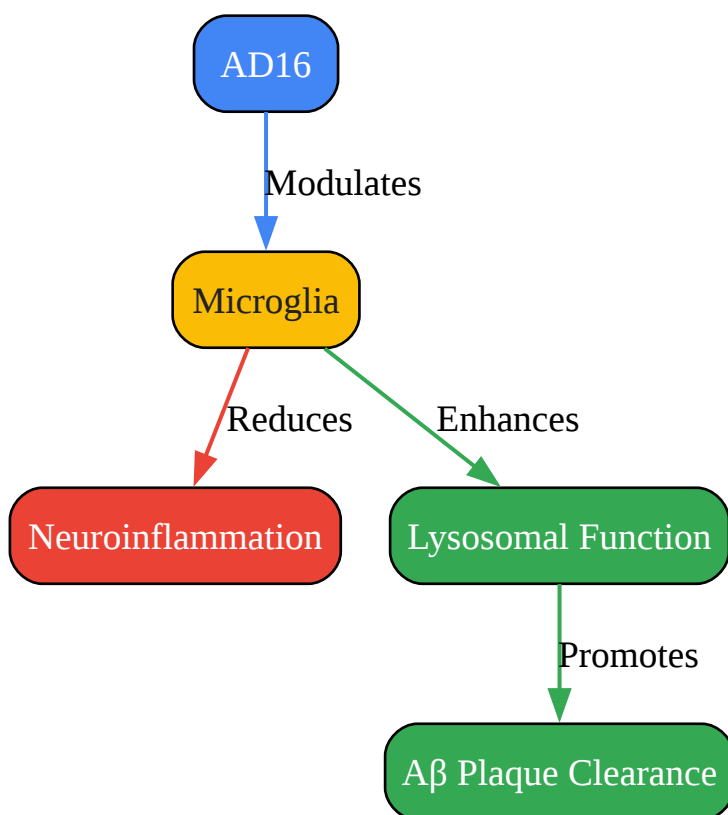 AD16
Modulates
Microglia
Reduces
Enhances
Neuroinflammation
Lysosomal Function
Promotes
Aβ Plaque Clearance